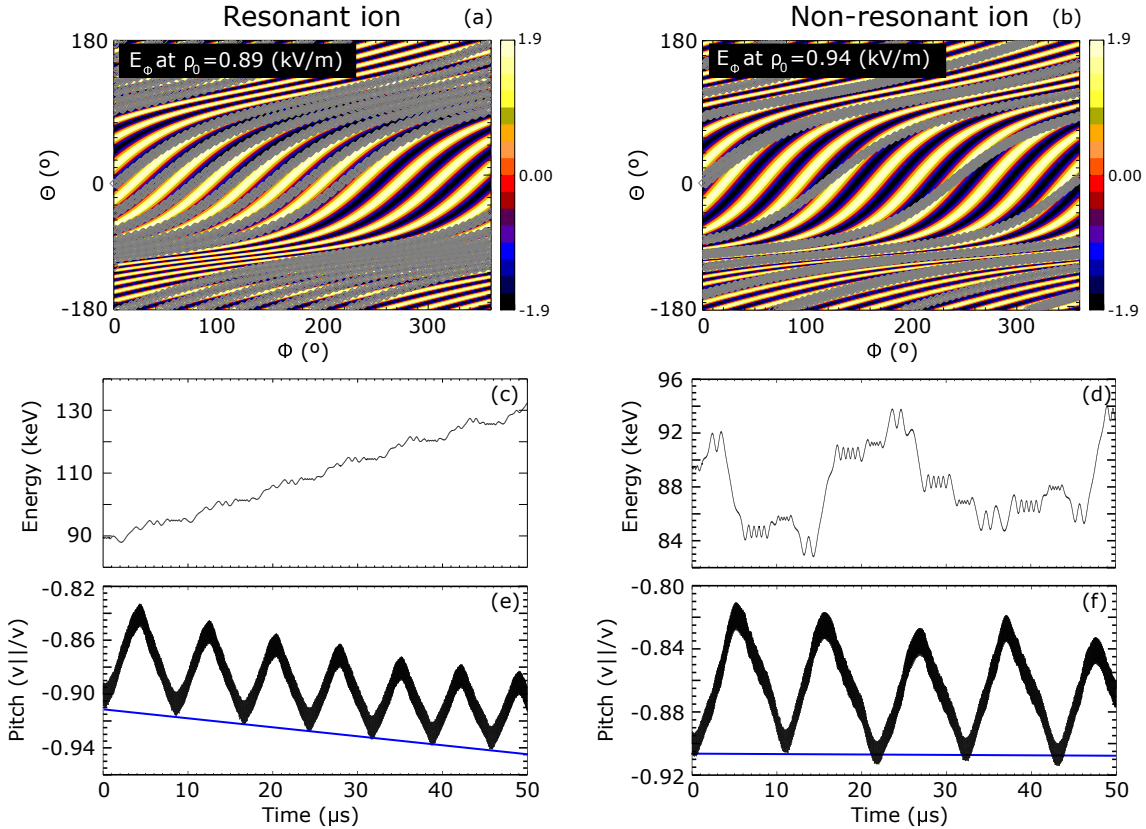 Resonant ion
(a)
Non-resonant ion
(b)
180
0
-180
Θ (º)
E_Φ at ρ₀=0.89 (kV/m)
1.9
0.00
-1.9
0
100
200
300
Φ (º)
180
0
-180
Θ (º)
E_Φ at ρ₀=0.94 (kV/m)
1.9
0.00
-1.9
0
100
200
300
Φ (º)
(c)
130
110
90
Energy (keV)
(d)
96
92
88
84
Energy (keV)
(e)
-0.82
-0.86
-0.90
-0.94
Pitch (v||/v)
0
10
20
30
40
50
Time (µs)
(f)
-0.80
-0.84
-0.88
-0.92
Pitch (v||/v)
0
10
20
30
40
50
Time (µs)